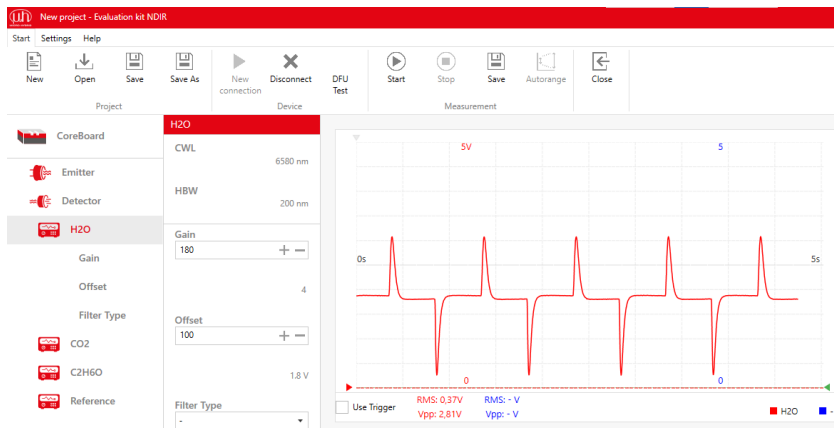 New project - Evaluation kit NDIR
Start Settings Help
New Open Save Save As New connection Disconnect DFU Test Start Stop Save Autorange Close
Project Device Measurement
CoreBoard
Emitter
Detector
H2O
Gain
Offset
Filter Type
CO2
C2H6O
Reference
H2O
CWL
6580 nm
HBW
200 nm
Gain
180
4
Offset
100
1.8 V
Filter Type
-
5V 5
0s 5s
0 0
Use Trigger
RMS: 0,37V RMS: - V
Vpp: 2,81V Vpp: - V
H2O -